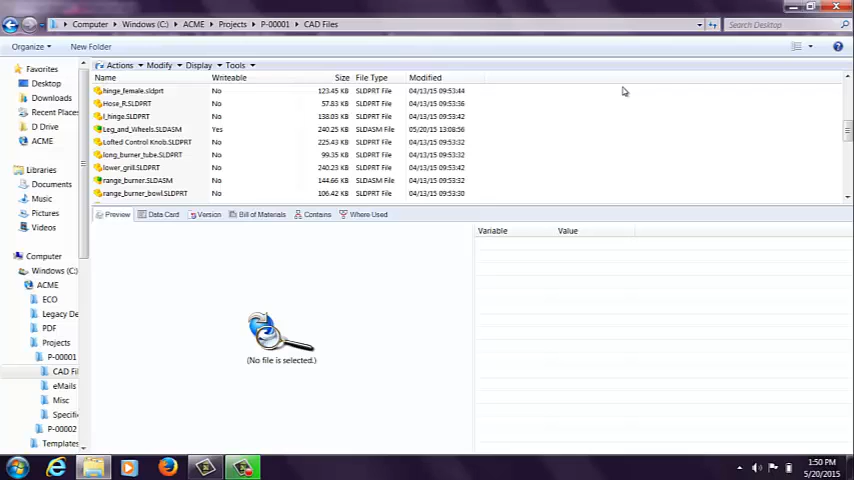 Computer ▸ Windows (C:) ▸ ACME ▸ Projects ▸ P-00001 ▸ CAD Files
Search Desktop
Organize ▾ New Folder
Actions ▾ Modify ▾ Display ▾ Tools ▾
Name Writeable Size File Type Modified
hinge_female.sldprt No 123.45 KB SLDPRT File 04/13/15 09:53:44
Hose_R.SLDPRT No 57.83 KB SLDPRT File 04/13/15 09:53:36
l_hinge.SLDPRT No 138.03 KB SLDPRT File 04/13/15 09:53:42
Leg_and_Wheels.SLDASM Yes 240.25 KB SLDASM File 05/20/15 13:08:56
Lofted Control Knob.SLDPRT No 225.43 KB SLDPRT File 04/13/15 09:53:32
long_burner_tube.SLDPRT No 99.35 KB SLDPRT File 04/13/15 09:53:32
lower_grill.SLDPRT No 240.23 KB SLDPRT File 04/13/15 09:53:42
range_burner.SLDASM No 144.66 KB SLDASM File 04/13/15 09:53:32
range_burner_bowl.SLDPRT No 106.42 KB SLDPRT File 04/13/15 09:53:30
Preview Data Card Version Bill of Materials Contains Where Used
Variable Value
(No file is selected.)
Favorites
Desktop
Downloads
Recent Places
D Drive
ACME
Libraries
Documents
Music
Pictures
Videos
Computer
Windows (C:)
ACME
ECO
Legacy De
PDF
Projects
P-00001
CAD Fil
eMails
Misc
Specifi
P-00002
Templates
1:50 PM
5/20/2015